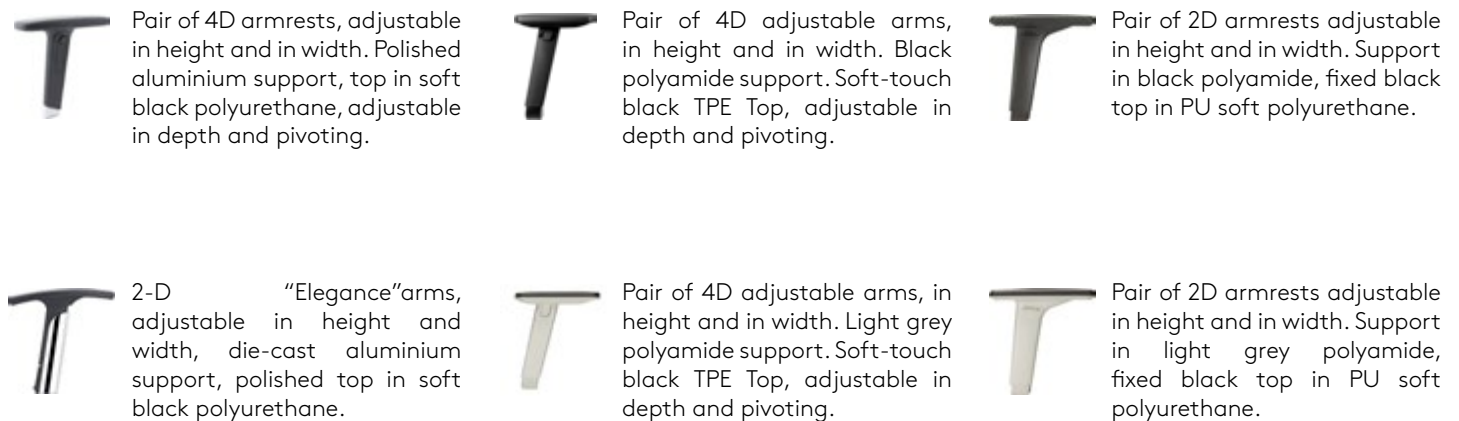 Pair of 4D armrests, adjustable
in height and in width. Polished
aluminium support, top in soft
black polyurethane, adjustable
in depth and pivoting.
Pair of 4D adjustable arms,
in height and in width. Black
polyamide support. Soft-touch
black TPE Top, adjustable in
depth and pivoting.
Pair of 2D armrests adjustable
in height and in width. Support
in black polyamide, fixed black
top in PU soft polyurethane.
2-D "Elegance"arms,
adjustable in height and
width, die-cast aluminium
support, polished top in soft
black polyurethane.
Pair of 4D adjustable arms, in
height and in width. Light grey
polyamide support. Soft-touch
black TPE Top, adjustable in
depth and pivoting.
Pair of 2D armrests adjustable
in height and in width. Support
in light grey polyamide,
fixed black top in PU soft
polyurethane.